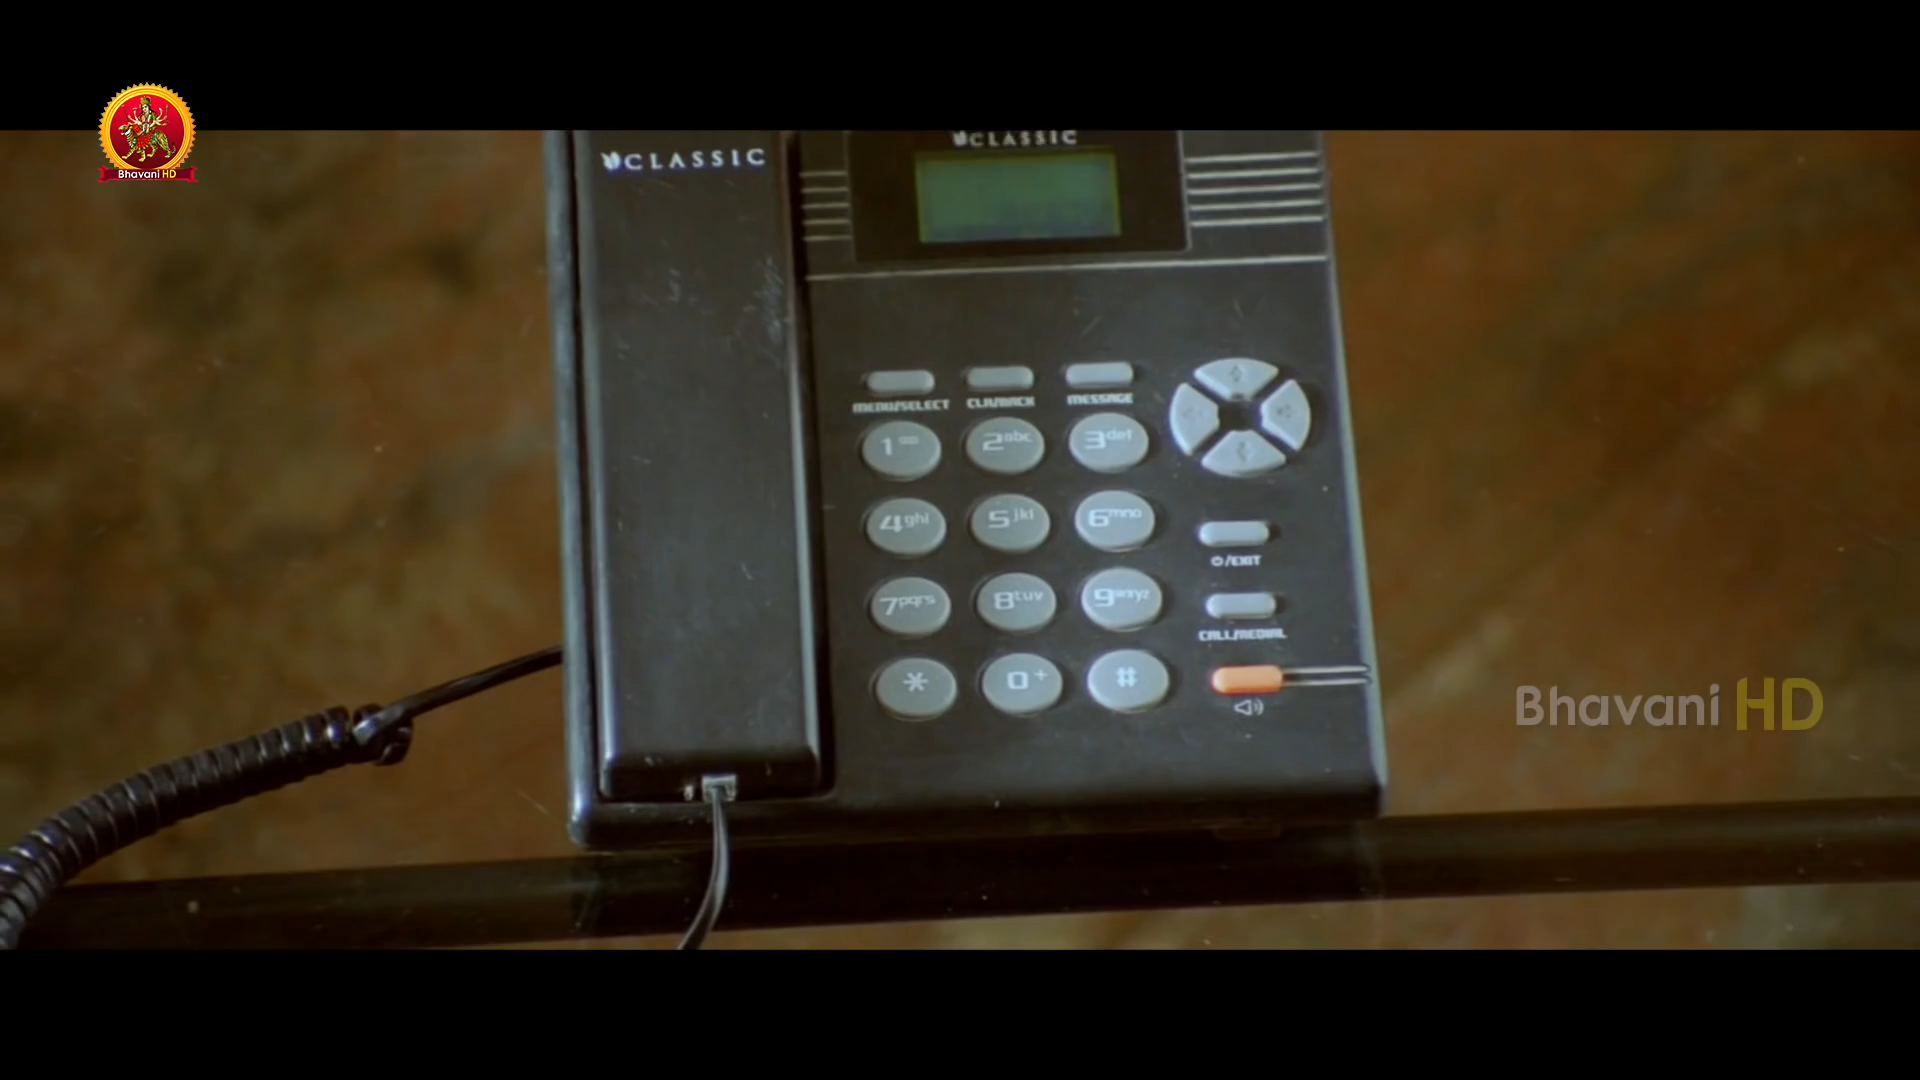 Bhavani HD
CLASSIC
CLASSIC
MENU/SELECT
CLR/BACK
MESSAGE
1
2abc
3def
4ghi
5jkl
6mno
/EXIT
7pqrs
8tuv
9wxyz
CALL/REDIAL
*
0+
#
Bhavani HD